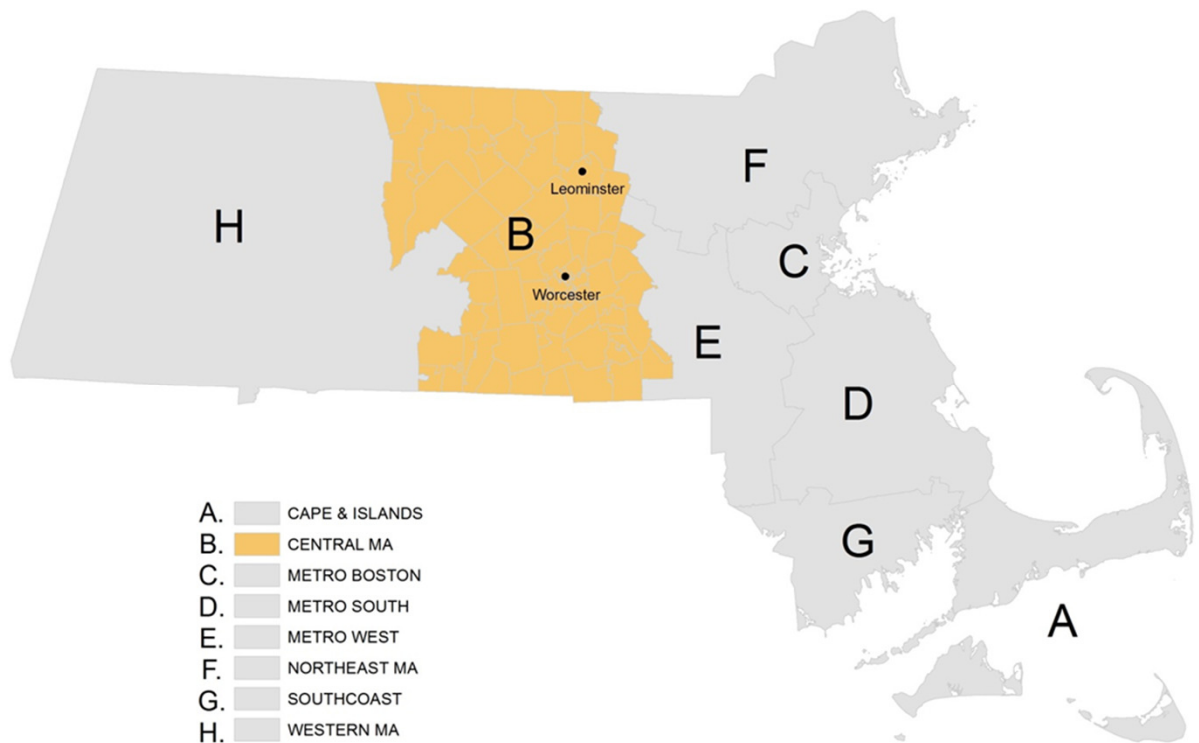 F
Leominster
H
B
C
Worcester
E
D
A. CAPE & ISLANDS
B. CENTRAL MA
C. METRO BOSTON
D. METRO SOUTH
E. METRO WEST
F. NORTHEAST MA
G. SOUTHCOAST
H. WESTERN MA
G
A